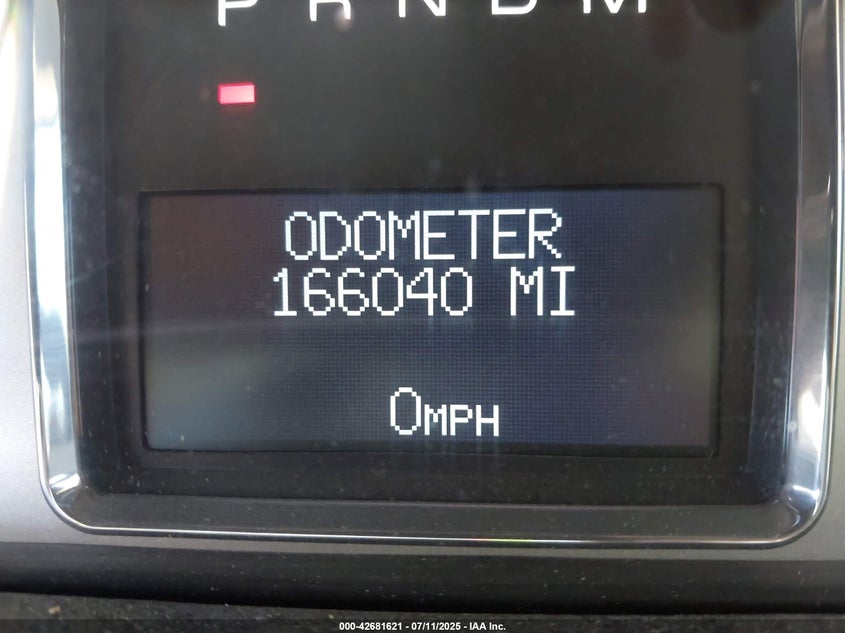 P R N D M
ODOMETER
166040 MI
0MPH
000-42681621 - 07/11/2025 - IAA Inc.